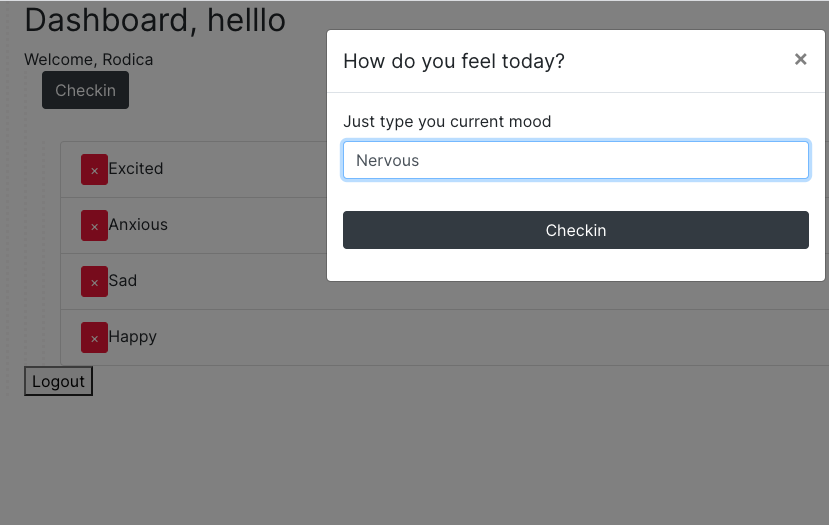 Dashboard, helllo
Welcome, Rodica
Checkin
× Excited
× Anxious
× Sad
× Happy
Logout
How do you feel today? ×
Just type you current mood
Nervous
Checkin